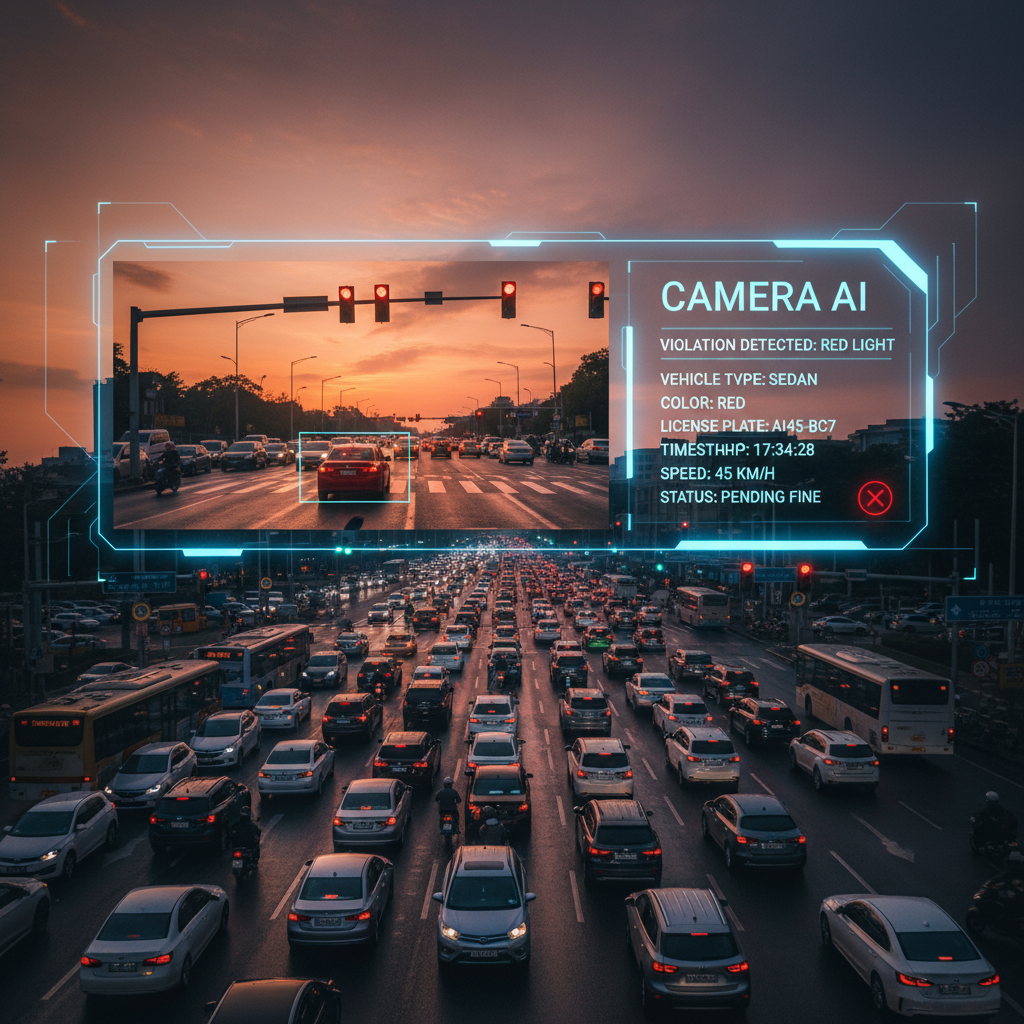 CAMERA AI
VIOLATION DETECTED: RED LIGHT
VEHICLE TYPE: SEDAN
COLOR: RED
LICENSE PLATE: AI45-BC7
TIMESTHHP: 17:34:28
SPEED: 45 KM/H
STATUS: PENDING FINE